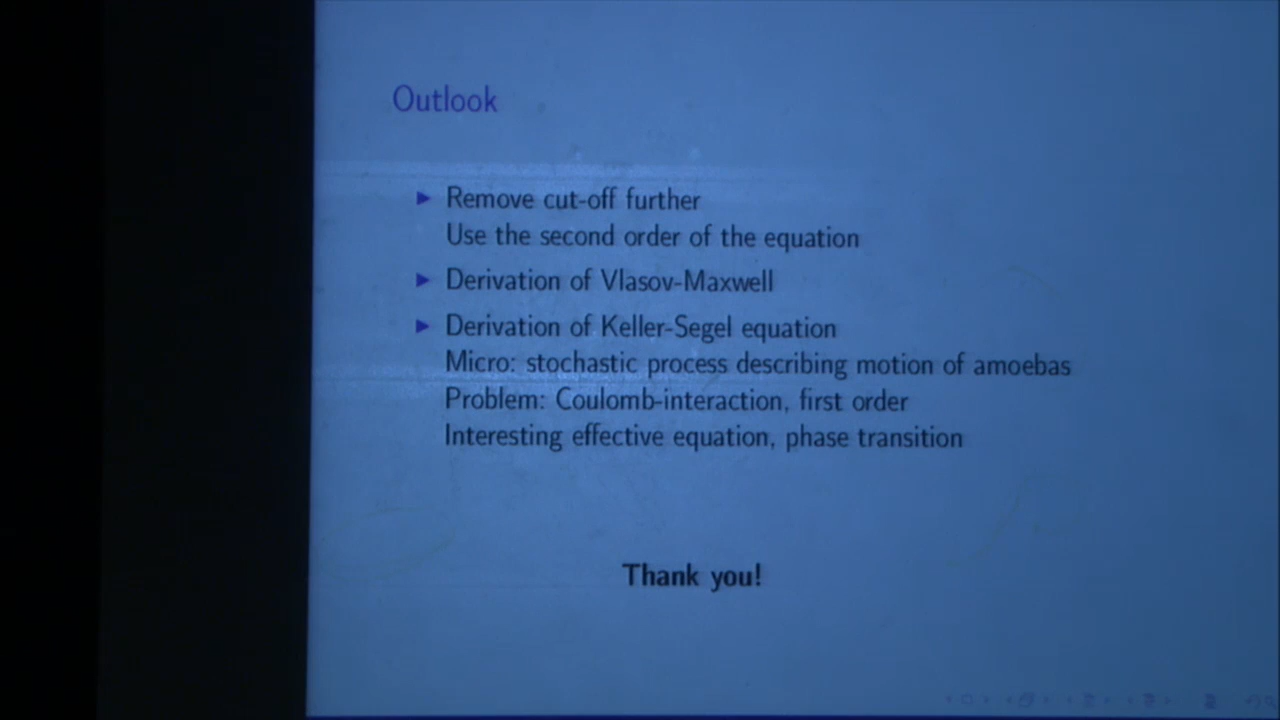 Outlook
Remove cut-off further
Use the second order of the equation
Derivation of Vlasov-Maxwell
Derivation of Keller-Segel equation
Micro: stochastic process describing motion of amoebas
Problem: Coulomb-interaction, first order
Interesting effective equation, phase transition
Thank you!